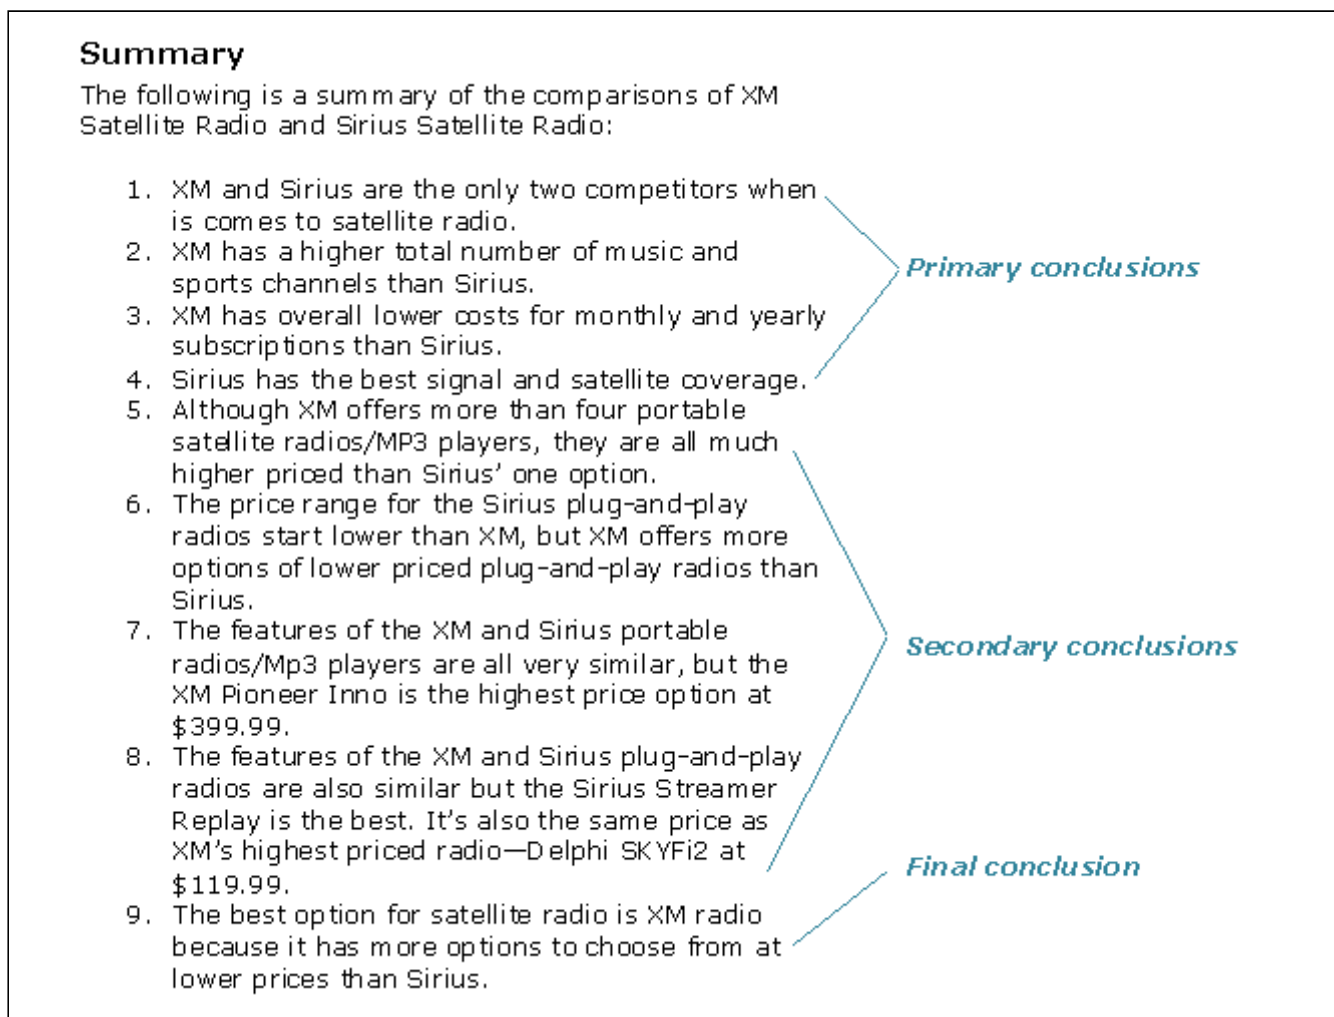 Summary
The following is a summary of the comparisons of XM
Satellite Radio and Sirius Satellite Radio:
1. XM and Sirius are the only two competitors when
is comes to satellite radio.
2. XM has a higher total number of music and
sports channels than Sirius.
3. XM has overall lower costs for monthly and yearly
subscriptions than Sirius.
4. Sirius has the best signal and satellite coverage.
Primary conclusions
5. Although XM offers more than four portable
satellite radios/MP3 players, they are all much
higher priced than Sirius’ one option.
6. The price range for the Sirius plug-and-play
radios start lower than XM, but XM offers more
options of lower priced plug-and-play radios than
Sirius.
7. The features of the XM and Sirius portable
radios/Mp3 players are all very similar, but the
XM Pioneer Inno is the highest price option at
$399.99.
8. The features of the XM and Sirius plug-and-play
radios are also similar but the Sirius Streamer
Replay is the best. It’s also the same price as
XM’s highest priced radio—Delphi SKYFi2 at
$119.99.
Secondary conclusions
9. The best option for satellite radio is XM radio
because it has more options to choose from at
lower prices than Sirius.
Final conclusion